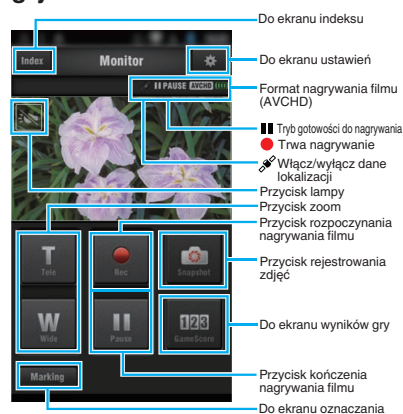 Do ekranu indeksu
Index
Monitor
Do ekranu ustawień
PAUSE AVCHD
Format nagrywania filmu
(AVCHD)
Tryb gotowości do nagrywania
Trwa nagrywanie
Włącz/wyłącz dane
lokalizacji
Przycisk lampy
Przycisk zoom
Przycisk rozpoczynania
nagrywania filmu
T
Tele
Rec
Snapshot
Przycisk rejestrowania
zdjęć
W
Wide
Pause
123
GameScore
Do ekranu wyników gry
Marking
Przycisk kończenia
nagrywania filmu
Do ekranu oznaczania